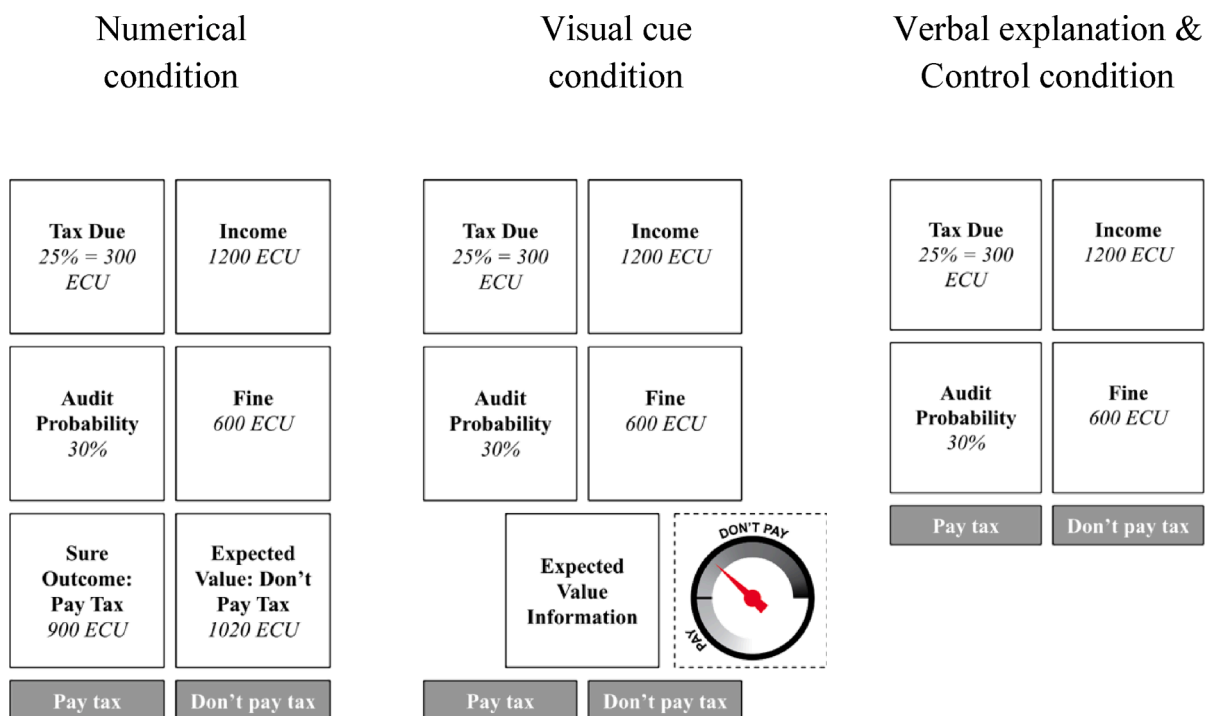 Numerical
condition
Visual cue
condition
Verbal explanation &
Control condition
Tax Due
25% = 300
ECU
Income
1200 ECU
Audit
Probability
30%
Fine
600 ECU
Sure
Outcome:
Pay Tax
900 ECU
Expected
Value: Don't
Pay Tax
1020 ECU
Pay tax
Don't pay tax
Tax Due
25% = 300
ECU
Income
1200 ECU
Audit
Probability
30%
Fine
600 ECU
Expected
Value
Information
DON'T PAY
PAY
Pay tax
Don't pay tax
Tax Due
25% = 300
ECU
Income
1200 ECU
Audit
Probability
30%
Fine
600 ECU
Pay tax
Don't pay tax